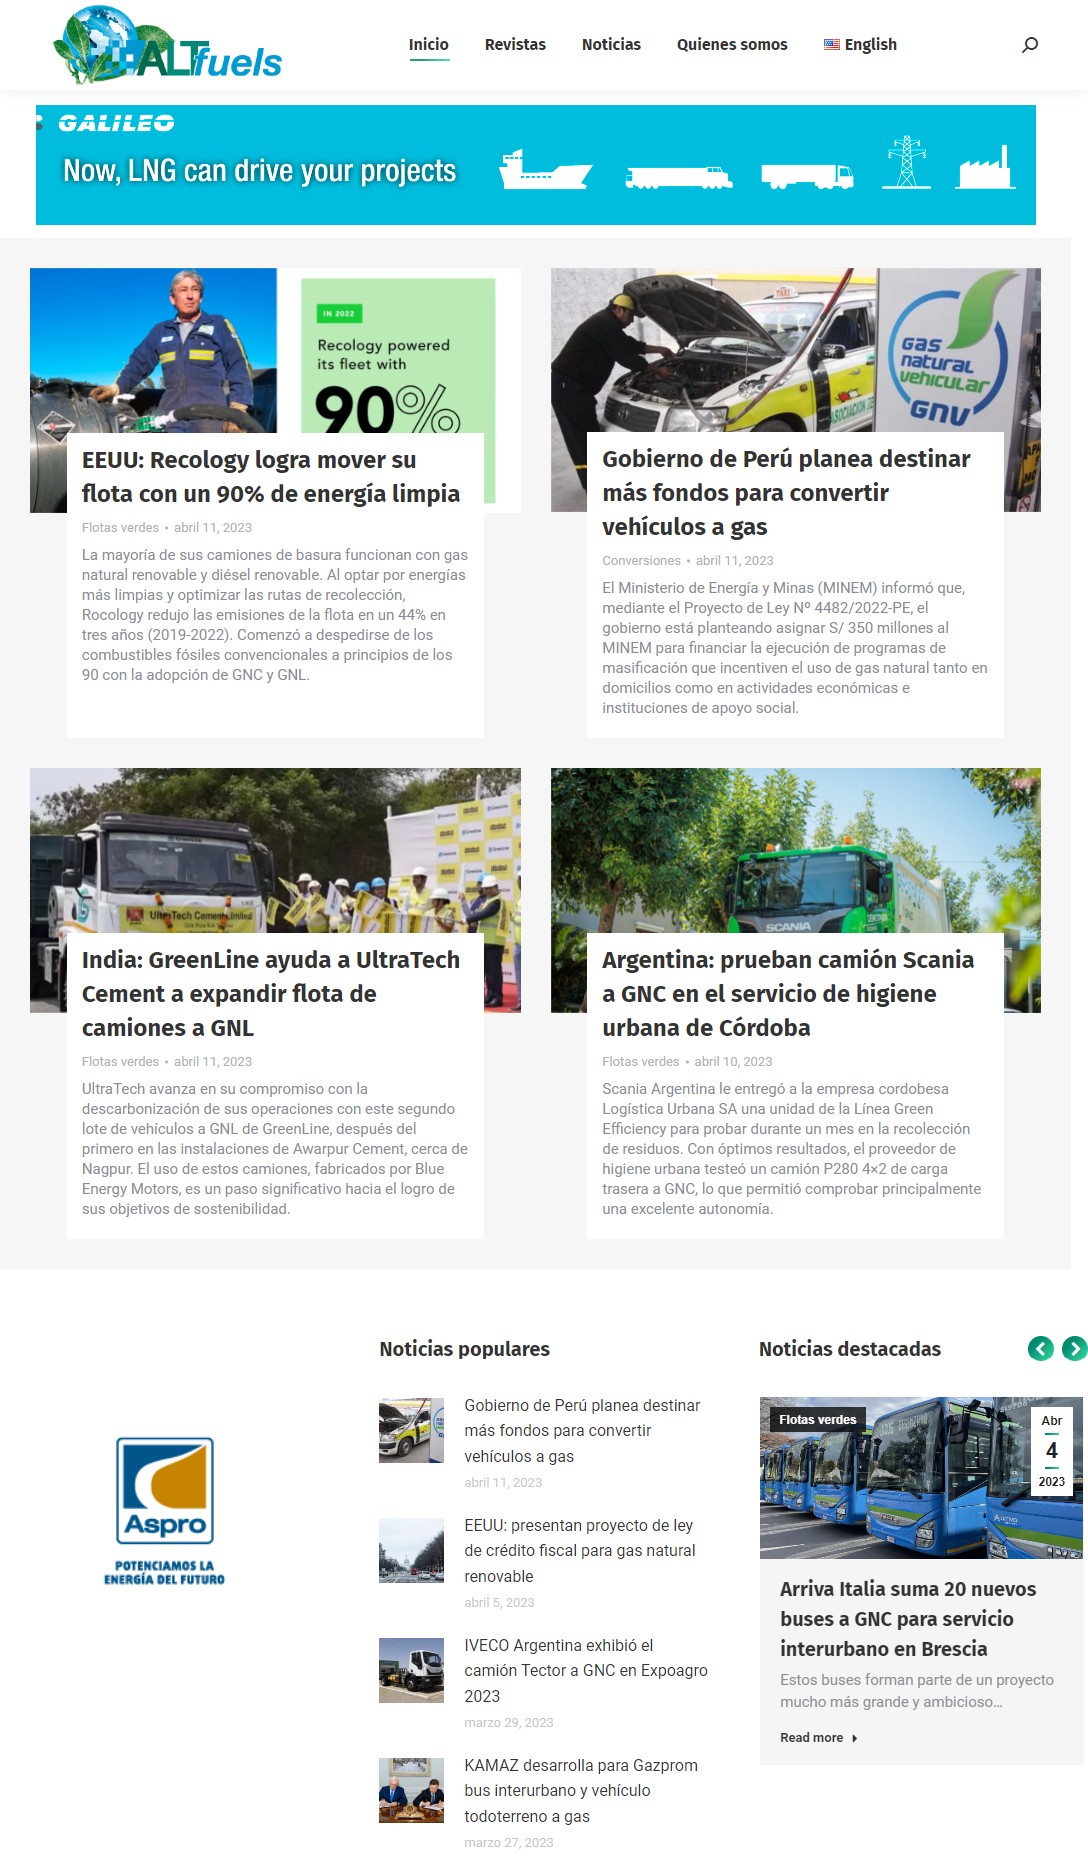 ALTfuels
Inicio
Revistas
Noticias
Quienes somos
English
GALILEO
Now, LNG can drive your projects
IN 2022
Recology powered
its fleet with
90%
EEUU: Recology logra mover su
flota con un 90% de energía limpia
Flotas verdes • abril 11, 2023
La mayoría de sus camiones de basura funcionan con gas
natural renovable y diésel renovable. Al optar por energías
más limpias y optimizar las rutas de recolección,
Rocology redujo las emisiones de la flota en un 44% en
tres años (2019-2022). Comenzó a despedirse de los
combustibles fósiles convencionales a principios de los
90 con la adopción de GNC y GNL.
TAXI
ASOCIACION DE
GAS
natural
vehicular
GNV
Gobierno de Perú planea destinar
más fondos para convertir
vehículos a gas
Conversiones • abril 11, 2023
El Ministerio de Energía y Minas (MINEM) informó que,
mediante el Proyecto de Ley Nº 4482/2022-PE, el
gobierno está planteando asignar S/ 350 millones al
MINEM para financiar la ejecución de programas de
masificación que incentiven el uso de gas natural tanto en
domicilios como en actividades económicas e
instituciones de apoyo social.
UltraTech Cement Limited
India: GreenLine ayuda a UltraTech
Cement a expandir flota de
camiones a GNL
Flotas verdes • abril 11, 2023
UltraTech avanza en su compromiso con la
descarbonización de sus operaciones con este segundo
lote de vehículos a GNL de GreenLine, después del
primero en las instalaciones de Awarpur Cement, cerca de
Nagpur. El uso de estos camiones, fabricados por Blue
Energy Motors, es un paso significativo hacia el logro de
sus objetivos de sostenibilidad.
SCANIA
Argentina: prueban camión Scania
a GNC en el servicio de higiene
urbana de Córdoba
Flotas verdes • abril 10, 2023
Scania Argentina le entregó a la empresa cordobesa
Logística Urbana SA una unidad de la Línea Green
Efficiency para probar durante un mes en la recolección
de residuos. Con óptimos resultados, el proveedor de
higiene urbana testeó un camión P280 4×2 de carga
trasera a GNC, lo que permitió comprobar principalmente
una excelente autonomía.
Aspro
POTENCIAMOS LA
ENERGÍA DEL FUTURO
Noticias populares
Gobierno de Perú planea destinar
más fondos para convertir
vehículos a gas
abril 11, 2023
EEUU: presentan proyecto de ley
de crédito fiscal para gas natural
renovable
abril 5, 2023
IVECO Argentina exhibió el
camión Tector a GNC en Expoagro
2023
marzo 29, 2023
KAMAZ desarrolla para Gazprom
bus interurbano y vehículo
todoterreno a gas
marzo 27, 2023
Noticias destacadas
Flotas verdes
Abr
4
2023
arriva
Arriva Italia suma 20 nuevos
buses a GNC para servicio
interurbano en Brescia
Estos buses forman parte de un proyecto
mucho más grande y ambicioso…
Read more